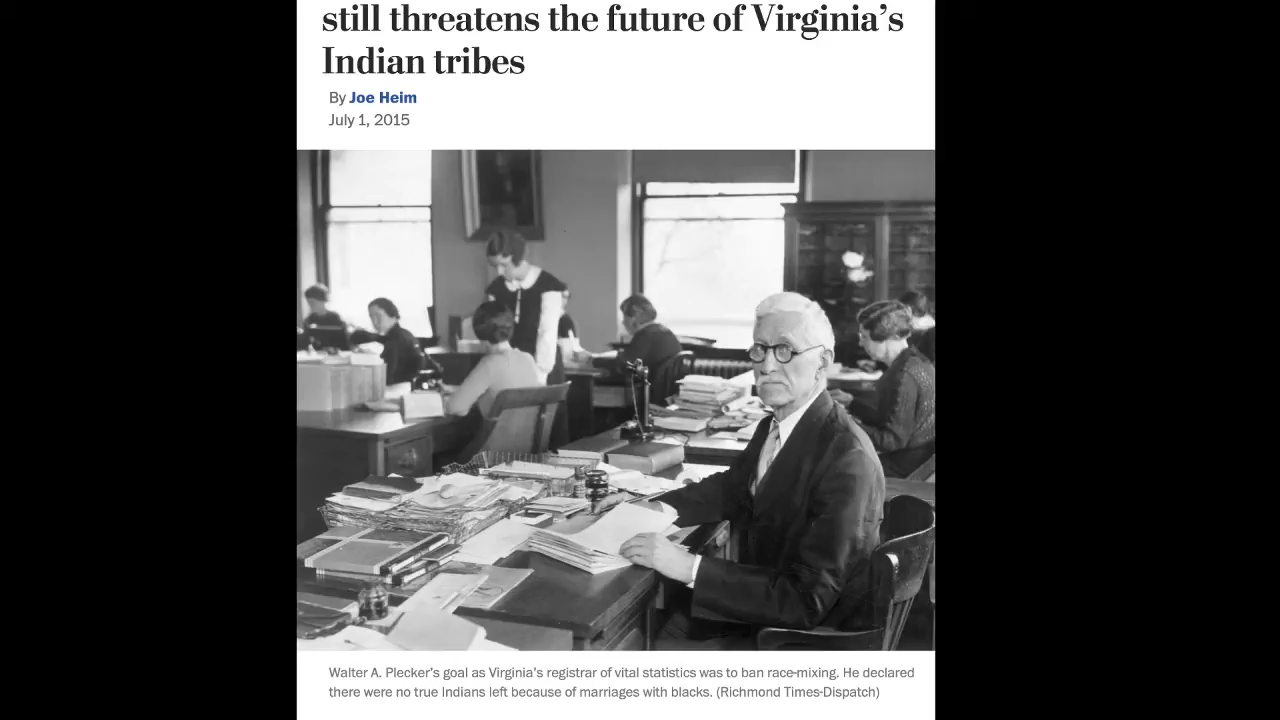 still threatens the future of Virginia’s
Indian tribes
By Joe Heim
July 1, 2015
Walter A. Plecker’s goal as Virginia’s registrar of vital statistics was to ban race-mixing. He declared
there were no true Indians left because of marriages with blacks. (Richmond Times-Dispatch)